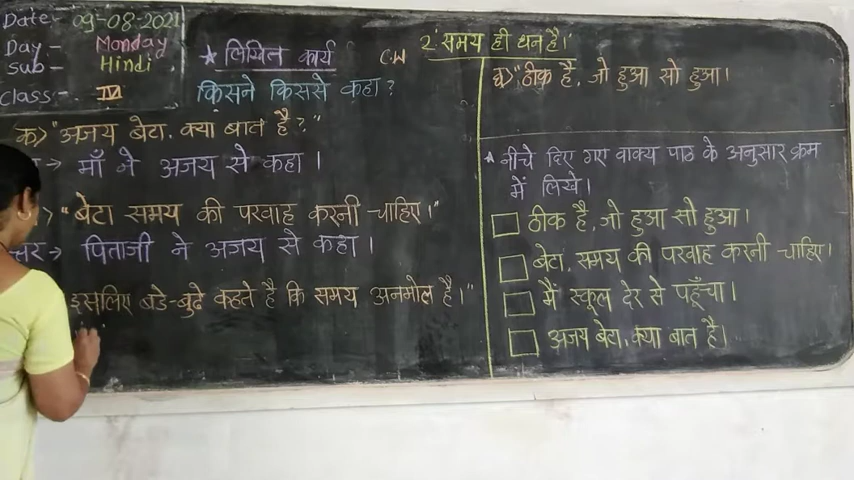 Date:- 09-08-2021
Day - Monday
Sub - Hindi
Class:- IV
2. समय ही धन है।
★ लिखित कार्य C.W
किसने किससे कहा?
क>"अजय बेटा, क्या बात है?"
→ माँ ने अजय से कहा।
>"बेटा समय की परवाह करनी चाहिए।"
त्तर → पिताजी ने अजय से कहा।
इसलिए बडे-बुढे कहते है कि समय अनमोल है।"
घ>"ठीक है, जो हुआ सो हुआ।
★ नीचे दिए गए वाक्य पाठ के अनुसार क्रम
में लिखे।
ठीक है, जो हुआ सो हुआ।
बेटा, समय की परवाह करनी चाहिए।
मैं स्कूल देर से पहूँचा।
अजय बेटा, क्या बात है।